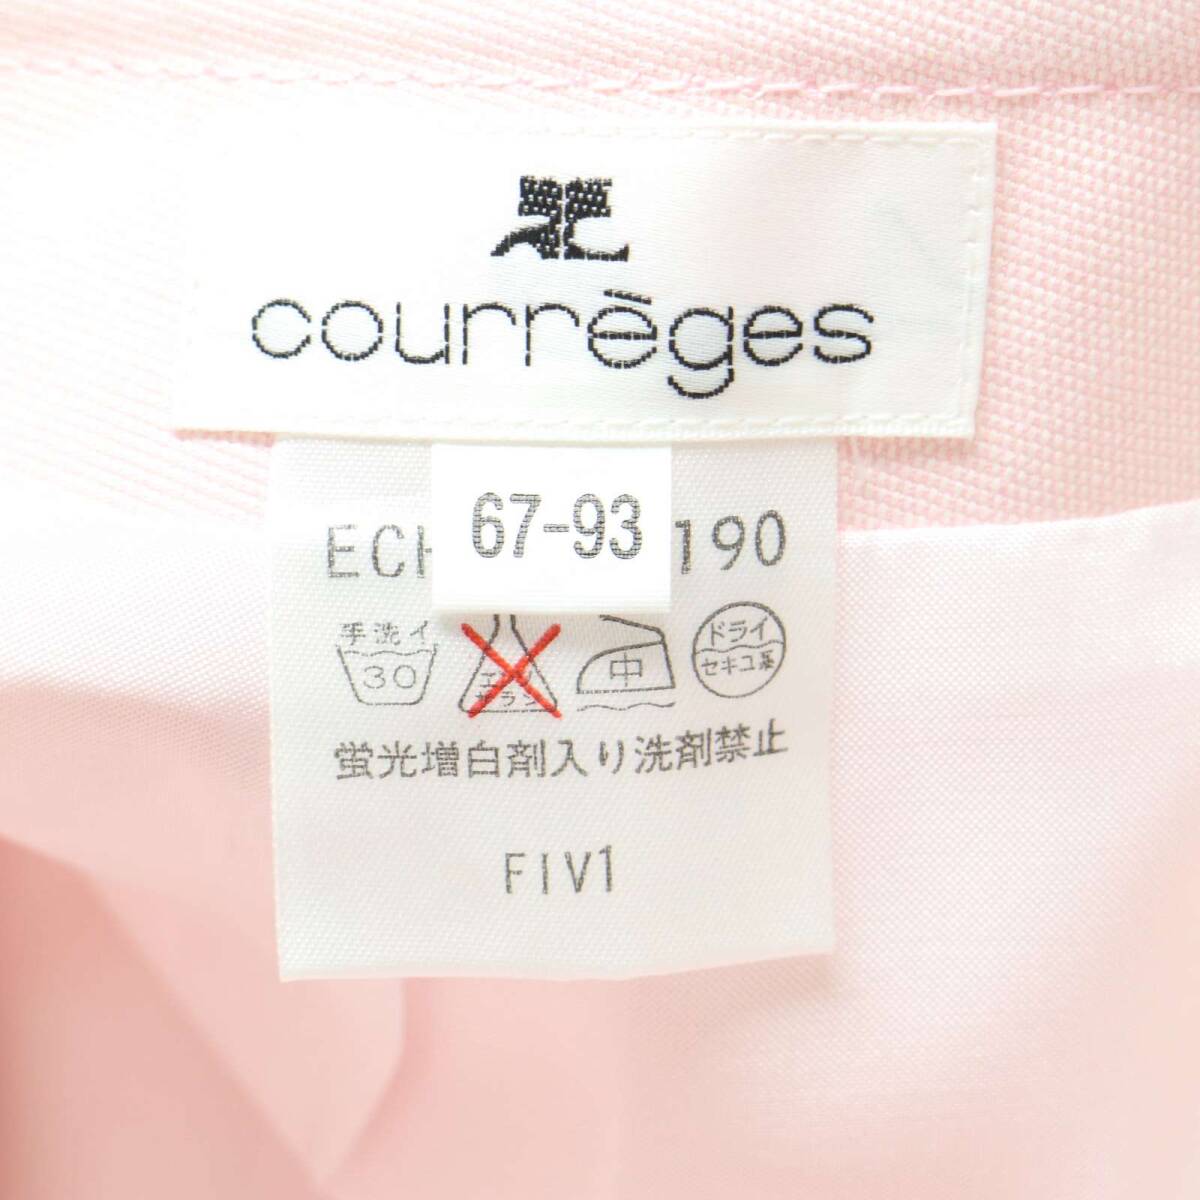 courrèges
67-93
190
手洗イ
30
中
ドライ
セキユ系
蛍光増白剤入り洗剤禁止
FIV1